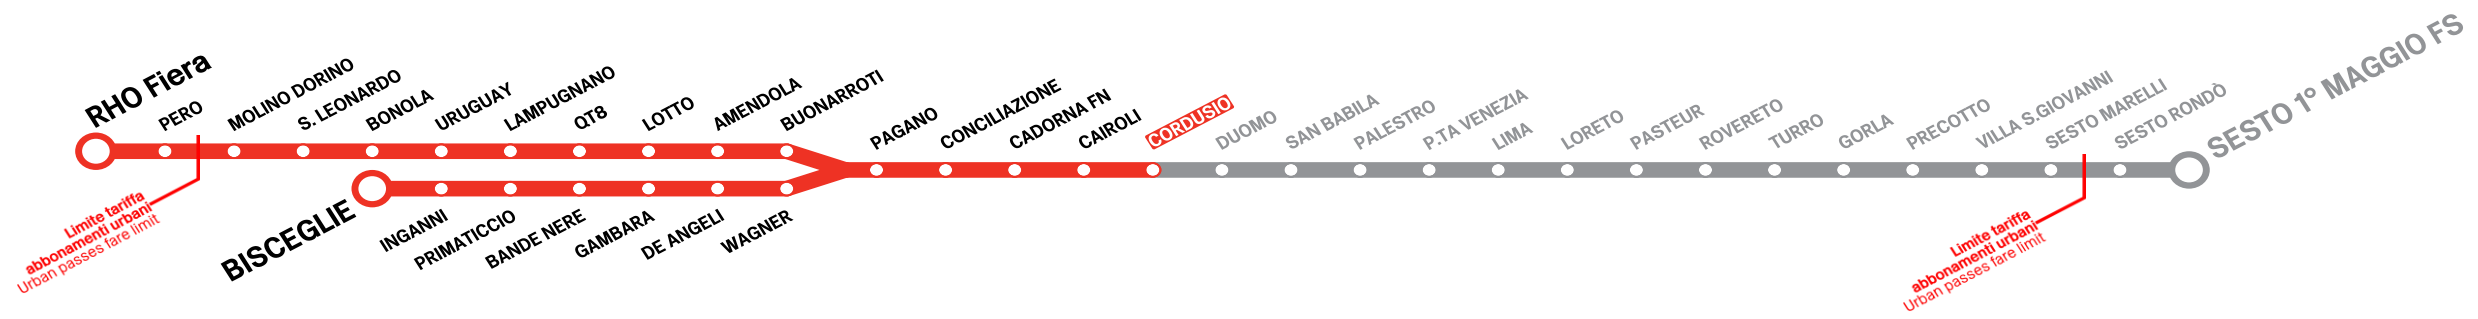 RHO Fiera
PERO
MOLINO DORINO
S. LEONARDO
BONOLA
URUGUAY
LAMPUGNANO
QT8
LOTTO
AMENDOLA
BUONARROTI
PAGANO
CONCILIAZIONE
CADORNA FN
CAIROLI
CORDUSIO
DUOMO
SAN BABILA
PALESTRO
P.TA VENEZIA
LIMA
LORETO
PASTEUR
ROVERETO
TURRO
GORLA
PRECOTTO
VILLA S.GIOVANNI
SESTO MARELLI
SESTO RONDÒ
SESTO 1° MAGGIO FS
Limite tariffa
abbonamenti urbani
Urban passes fare limit
BISCEGLIE
INGANNI
PRIMATICCIO
BANDE NERE
GAMBARA
DE ANGELI
WAGNER
Limite tariffa
abbonamenti urbani
Urban passes fare limit